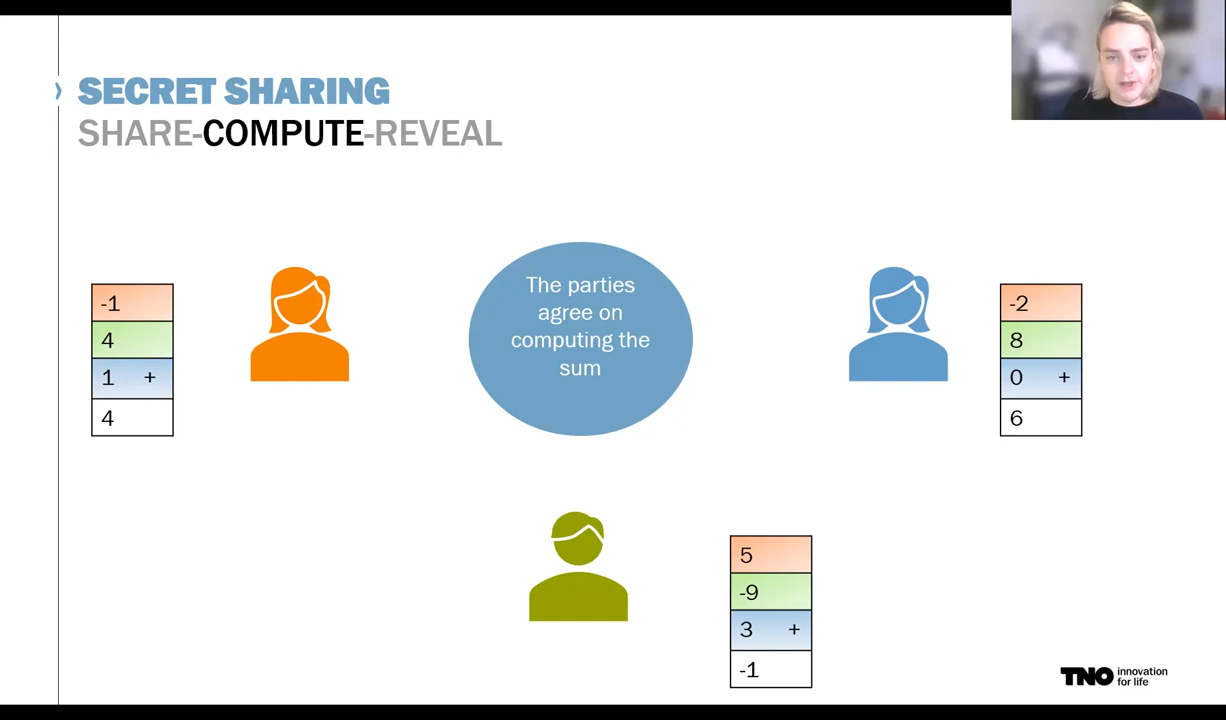 SECRET SHARING
SHARE-COMPUTE-REVEAL
-1
4
1 +
4
The parties
agree on
computing the
sum
-2
8
0 +
6
5
-9
3 +
-1
TNO innovation
for life